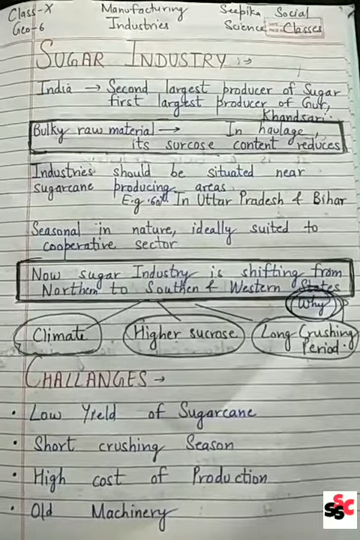 Class-X Manufacturing Seepika Social
Geo-6 Industries Science Classes
SUGAR INDUSTRY :→
India → Second largest producer of Sugar
first largest producer of Gur,
Khandsari.
Bulky raw material → In haulage,
its surcose content reduces
Industries should be situated near
sugarcane producing areas
E.g. 60% In Uttar Pradesh & Bihar
Seasonal in nature, ideally suited to
cooperative sector
Now sugar Industry is shifting from
Northern to Southen & Western States
Why
Climate Higher sucrose Long Crushing
Period.
CHALLANGES →
• Low Yield of Sugarcane
• Short crushing Season
• High cost of Production
• Old Machinery
SSC